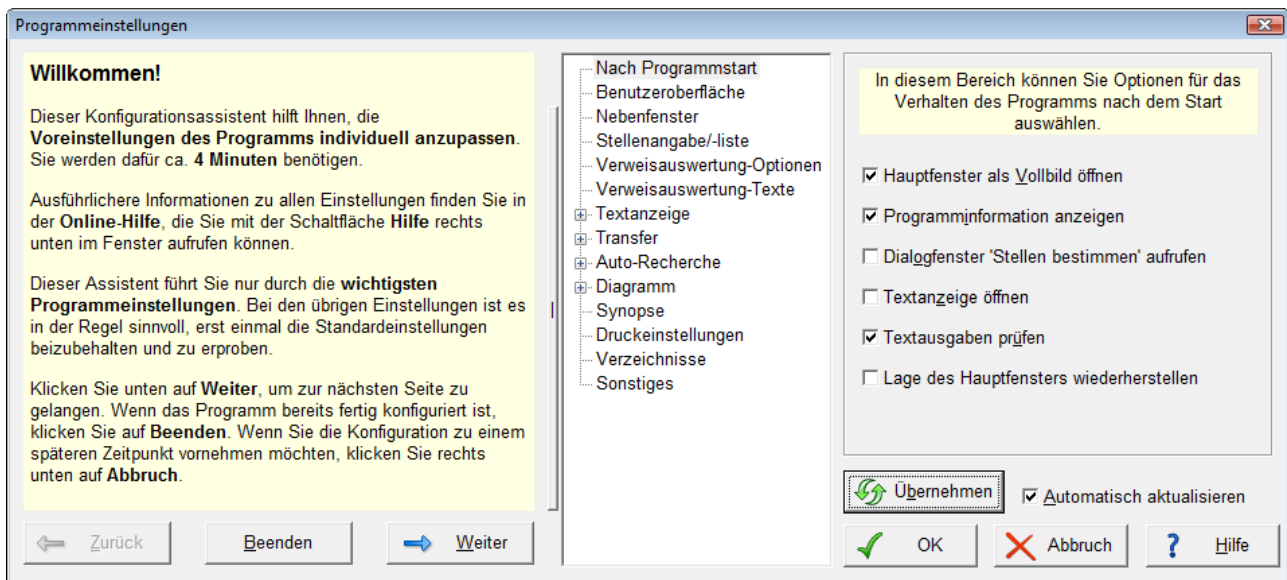 Programmeinstellungen
Willkommen!
Dieser Konfigurationsassistent hilft Ihnen, die
Voreinstellungen des Programms individuell anzupassen.
Sie werden dafür ca. 4 Minuten benötigen.
Ausführlichere Informationen zu allen Einstellungen finden Sie in
der Online-Hilfe, die Sie mit der Schaltfläche Hilfe rechts
unten im Fenster aufrufen können.
Dieser Assistent führt Sie nur durch die wichtigsten
Programmeinstellungen. Bei den übrigen Einstellungen ist es
in der Regel sinnvoll, erst einmal die Standardeinstellungen
beizubehalten und zu erproben.
Klicken Sie unten auf Weiter, um zur nächsten Seite zu
gelangen. Wenn das Programm bereits fertig konfiguriert ist,
klicken Sie auf Beenden. Wenn Sie die Konfiguration zu einem
späteren Zeitpunkt vornehmen möchten, klicken Sie rechts
unten auf Abbruch.
Zurück
Beenden
Weiter
Nach Programmstart
Benutzeroberfläche
Nebenfenster
Stellenangabe/-liste
Verweisauswertung-Optionen
Verweisauswertung-Texte
Textanzeige
Transfer
Auto-Recherche
Diagramm
Synopse
Druckeinstellungen
Verzeichnisse
Sonstiges
In diesem Bereich können Sie Optionen für das
Verhalten des Programms nach dem Start
auswählen.
Hauptfenster als Vollbild öffnen
Programminformation anzeigen
Dialogfenster 'Stellen bestimmen' aufrufen
Textanzeige öffnen
Textausgaben prüfen
Lage des Hauptfensters wiederherstellen
Übernehmen
Automatisch aktualisieren
OK
Abbruch
Hilfe